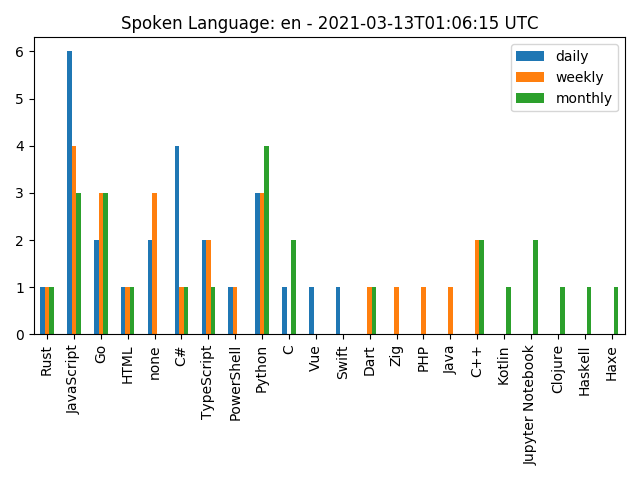 Spoken Language: en - 2021-03-13T01:06:15 UTC
daily
weekly
monthly
6
5
4
3
2
1
0
Rust
JavaScript
Go
HTML
none
C#
TypeScript
PowerShell
Python
C
Vue
Swift
Dart
Zig
PHP
Java
C++
Kotlin
Jupyter Notebook
Clojure
Haskell
Haxe